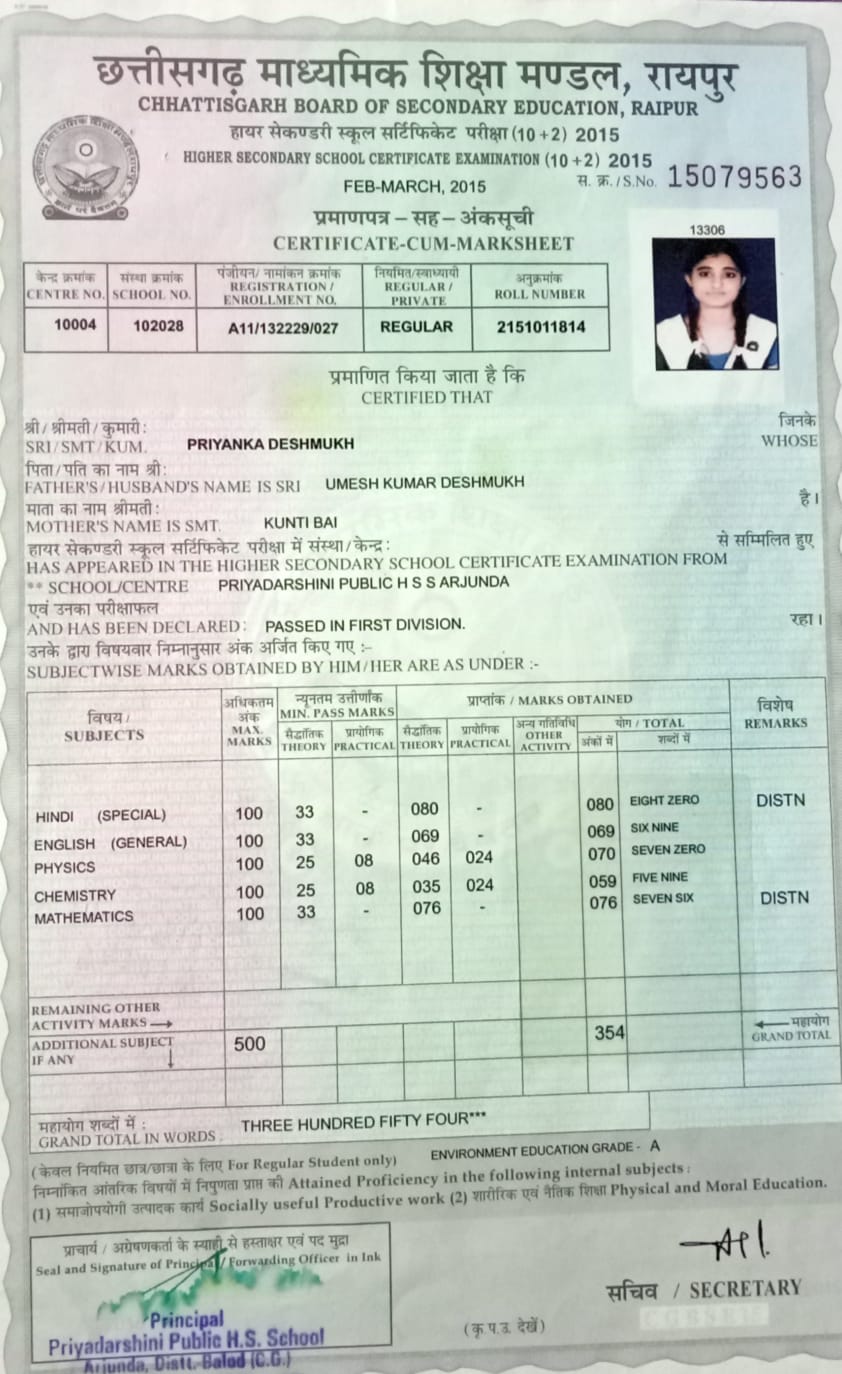 छत्तीसगढ़ माध्यमिक शिक्षा मण्डल, रायपुर
CHHATTISGARH BOARD OF SECONDARY EDUCATION, RAIPUR
हायर सेकण्डरी स्कूल सर्टिफिकेट परीक्षा (10+2) 2015
HIGHER SECONDARY SCHOOL CERTIFICATE EXAMINATION (10+2) 2015
FEB-MARCH, 2015
स. क्र. / S.No. 15079563
प्रमाणपत्र – सह – अंकसूची
CERTIFICATE-CUM-MARKSHEET
13306
केन्द्र क्रमांक संस्था क्रमांक पंजीयन/ नामांकन क्रमांक नियमित/स्वाध्यायी अनुक्रमांक
CENTRE NO. SCHOOL NO. REGISTRATION / ENROLLMENT NO. REGULAR / PRIVATE ROLL NUMBER
10004 102028 A11/132229/027 REGULAR 2151011814
प्रमाणित किया जाता है कि
CERTIFIED THAT
श्री/ श्रीमती / कुमारी: जिनके
SRI/SMT/KUM. PRIYANKA DESHMUKH WHOSE
पिता/पति का नाम श्री:
FATHER'S/HUSBAND'S NAME IS SRI UMESH KUMAR DESHMUKH
माता का नाम श्रीमती: है।
MOTHER'S NAME IS SMT. KUNTI BAI
हायर सेकण्डरी स्कूल सर्टिफिकेट परीक्षा में संस्था/केन्द्र: से सम्मिलित हुए
HAS APPEARED IN THE HIGHER SECONDARY SCHOOL CERTIFICATE EXAMINATION FROM
** SCHOOL/CENTRE PRIYADARSHINI PUBLIC H S S ARJUNDA
एवं उनका परीक्षाफल रहा।
AND HAS BEEN DECLARED: PASSED IN FIRST DIVISION.
उनके द्वारा विषयवार निम्नानुसार अंक अर्जित किए गए :–
SUBJECTWISE MARKS OBTAINED BY HIM/HER ARE AS UNDER :-
विषय / SUBJECTS अधिकतम अंक MAX. MARKS न्यूनतम उत्तीर्णांक MIN. PASS MARKS प्राप्तांक / MARKS OBTAINED विशेष REMARKS
सैद्धांतिक THEORY प्रायोगिक PRACTICAL सैद्धांतिक THEORY प्रायोगिक PRACTICAL अन्य गतिविधि OTHER ACTIVITY योग / TOTAL
अंकों में शब्दों में
HINDI (SPECIAL) 100 33 - 080 - 080 EIGHT ZERO DISTN
ENGLISH (GENERAL) 100 33 - 069 - 069 SIX NINE
PHYSICS 100 25 08 046 024 070 SEVEN ZERO
CHEMISTRY 100 25 08 035 024 059 FIVE NINE
MATHEMATICS 100 33 - 076 - 076 SEVEN SIX DISTN
REMAINING OTHER
ACTIVITY MARKS →
ADDITIONAL SUBJECT 500 354 ← महायोग
IF ANY ↓ GRAND TOTAL
महायोग शब्दों में :
GRAND TOTAL IN WORDS : THREE HUNDRED FIFTY FOUR***
(केवल नियमित छात्र/छात्रा के लिए For Regular Student only) ENVIRONMENT EDUCATION GRADE - A
निम्नांकित आंतरिक विषयों में निपुणता प्राप्त की Attained Proficiency in the following internal subjects :
(1) समाजोपयोगी उत्पादक कार्य Socially useful Productive work (2) शारीरिक एवं नैतिक शिक्षा Physical and Moral Education.
प्राचार्य / अग्रेषणकर्ता के स्याही से हस्ताक्षर एवं पद मुद्रा
Seal and Signature of Principal / Forwarding Officer in Ink
Principal
Priyadarshini Public H.S. School
Arjunda, Distt. Balod (C.G.)
सचिव / SECRETARY
(कृ.प.उ. देखें)